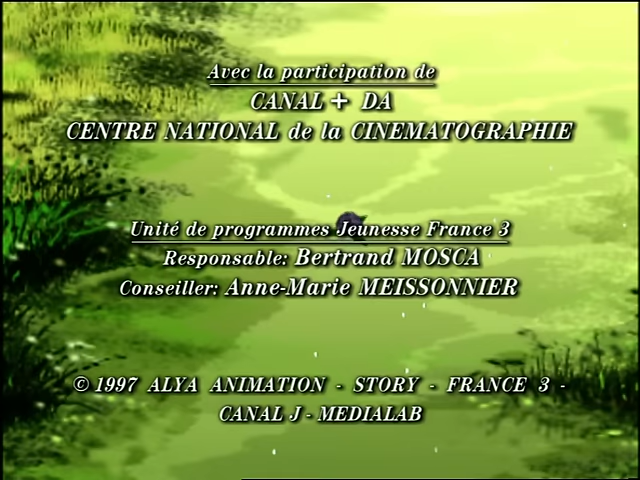 Avec la participation de
CANAL + DA
CENTRE NATIONAL de la CINEMATOGRAPHIE
Unité de programmes Jeunesse France 3
Responsable: Bertrand MOSCA
Conseiller: Anne-Marie MEISSONNIER
© 1997 ALYA ANIMATION - STORY - FRANCE 3 -
CANAL J - MEDIALAB